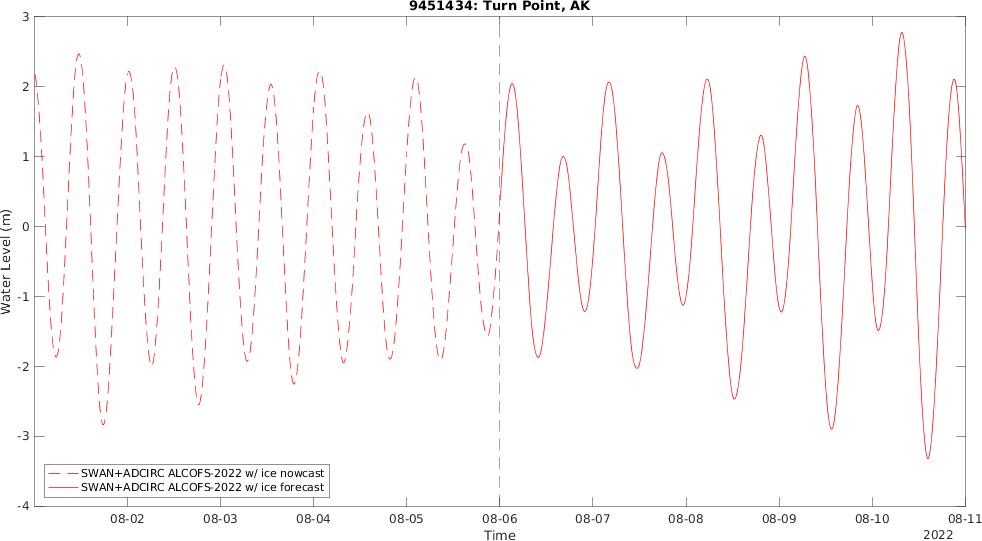 9451434: Turn Point, AK
3
2
1
0
-1
-2
-3
-4
Water Level (m)
SWAN+ADCIRC ALCOFS-2022 w/ ice nowcast
SWAN+ADCIRC ALCOFS-2022 w/ ice forecast
08-02 08-03 08-04 08-05 08-06 08-07 08-08 08-09 08-10 08-11
Time
2022